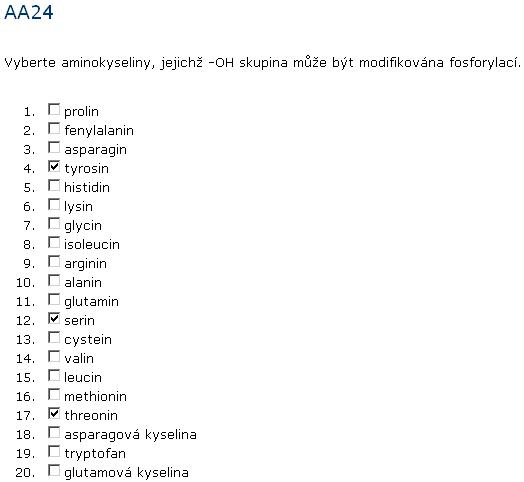 AA24
Vyberte aminokyseliny, jejichž -OH skupina může být modifikována fosforylací.
1. prolin
2. fenylalanin
3. asparagin
4. tyrosin
5. histidin
6. lysin
7. glycin
8. isoleucin
9. arginin
10. alanin
11. glutamin
12. serin
13. cystein
14. valin
15. leucin
16. methionin
17. threonin
18. asparagová kyselina
19. tryptofan
20. glutamová kyselina